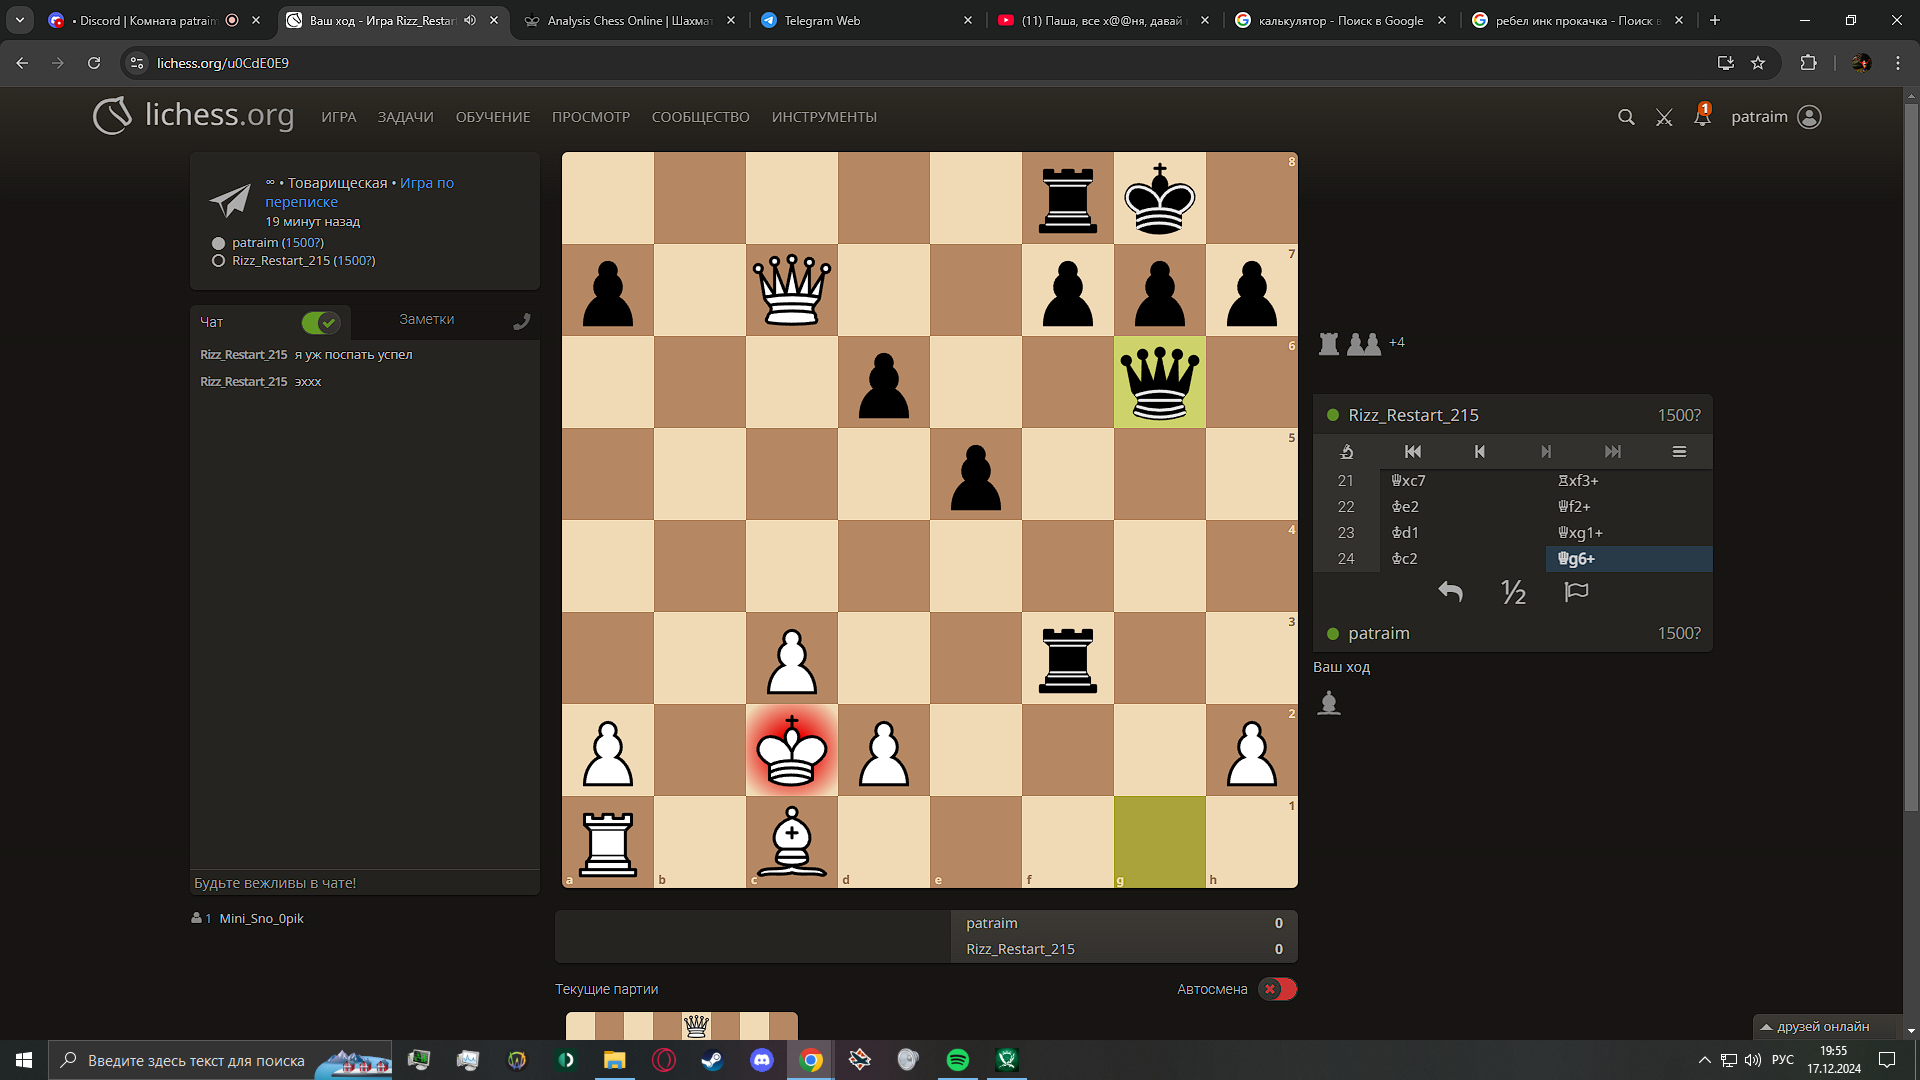 • Discord | Комната patraim
Ваш ход - Игра Rizz_Restar
Analysis Chess Online | Шахмат
Telegram Web
(11) Паша, все х@@ня, давай
калькулятор - Поиск в Google
ребел инк прокачка - Поиск в
lichess.org/u0CdE0E9
lichess.org
ИГРА
ЗАДАЧИ
ОБУЧЕНИЕ
ПРОСМОТР
СООБЩЕСТВО
ИНСТРУМЕНТЫ
1
patraim
∞ • Товарищеская • Игра по
переписке
19 минут назад
patraim (1500?)
Rizz_Restart_215 (1500?)
Чат
Заметки
Rizz_Restart_215 я уж поспать успел
Rizz_Restart_215 эххх
Будьте вежливы в чате!
1 Mini_Sno_0pik
8
7
6
5
4
3
2
1
a b c d e f g h
+4
Rizz_Restart_215 1500?
21 ♕xc7 ♖xf3+
22 ♔e2 ♕f2+
23 ♔d1 ♕xg1+
24 ♔c2 ♕g6+
½
patraim 1500?
Ваш ход
patraim 0
Rizz_Restart_215 0
Текущие партии
Автосмена
друзей онлайн
Введите здесь текст для поиска
РУС
19:55
17.12.2024